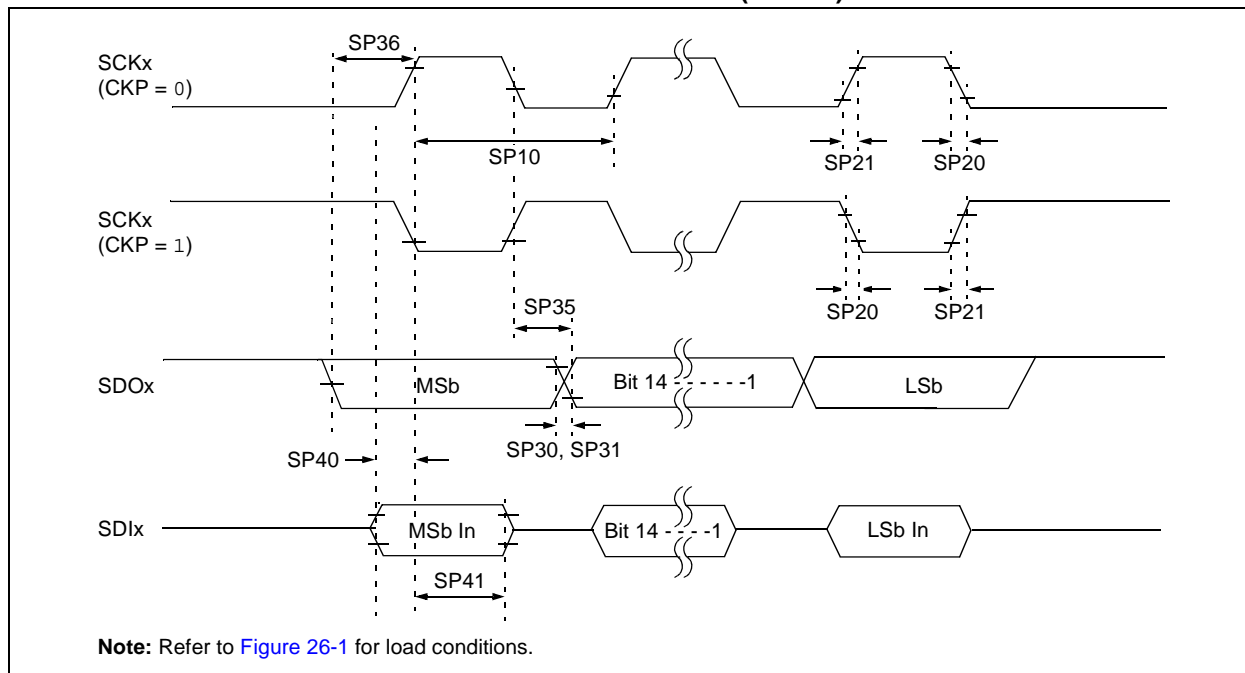 SP36
SCKx
(CKP = 0)
SP10
SP21
SP20
SCKx
(CKP = 1)
SP35
SP20
SP21
SDOx
MSb
Bit 14 - - - - - -1
LSb
SP30, SP31
SP40
SDIx
MSb In
Bit 14 - - - -1
LSb In
SP41
Note: Refer to Figure 26-1 for load conditions.